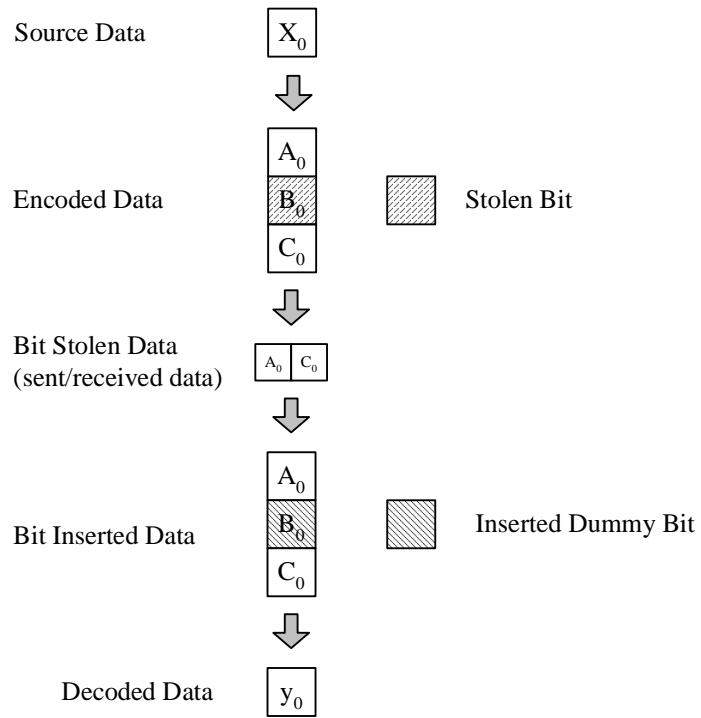 Source Data X₀
A₀
Encoded Data B₀ Stolen Bit
C₀
Bit Stolen Data
(sent/received data) A₀ C₀
A₀
Bit Inserted Data B₀ Inserted Dummy Bit
C₀
Decoded Data y₀